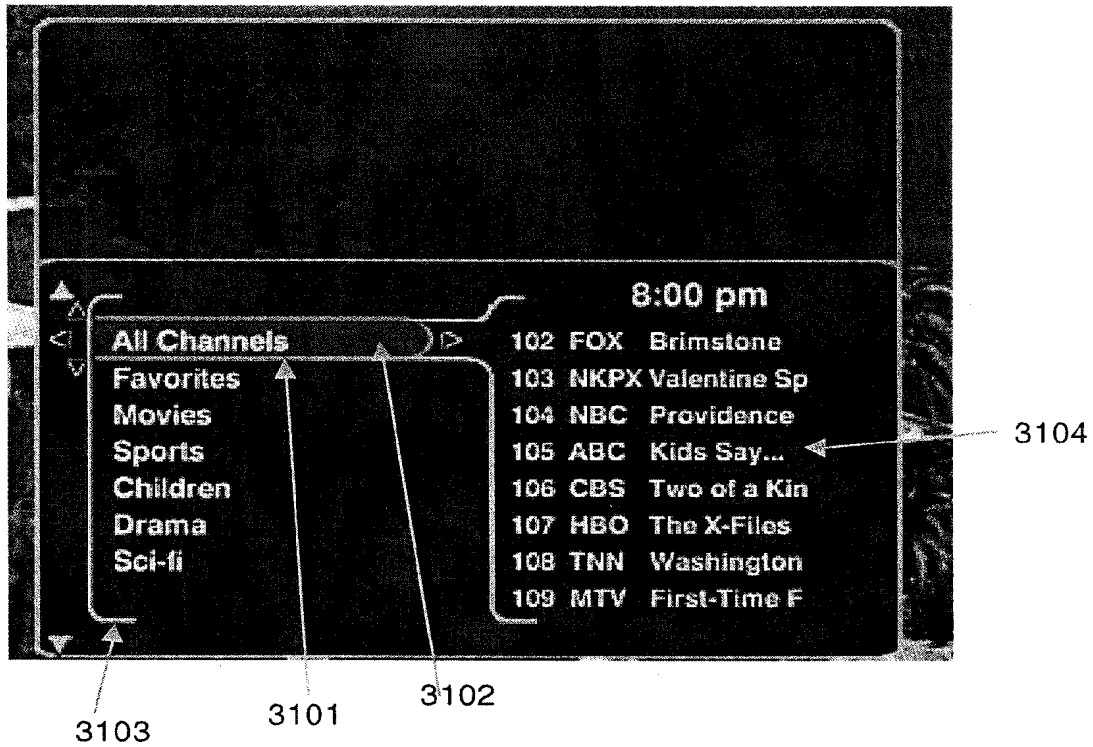 8:00 pm
All Channels
Favorites
Movies
Sports
Children
Drama
Sci-fi
102 FOX Brimstone
103 NKPX Valentine Sp
104 NBC Providence
105 ABC Kids Say...
106 CBS Two of a Kin
107 HBO The X-Files
108 TNN Washington
109 MTV First-Time F
3104
3103
3101
3102